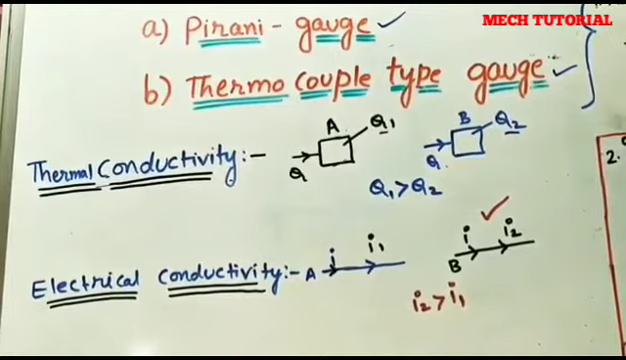 MECH TUTORIAL
a) Pirani - gauge ✓
b) Thermo couple type gauge ✓
Thermal Conductivity :- A Q Q1 B Q Q2
Q1 > Q2
2.
Electrical conductivity :- A i i1 B i i2 ✓
i2 > i1